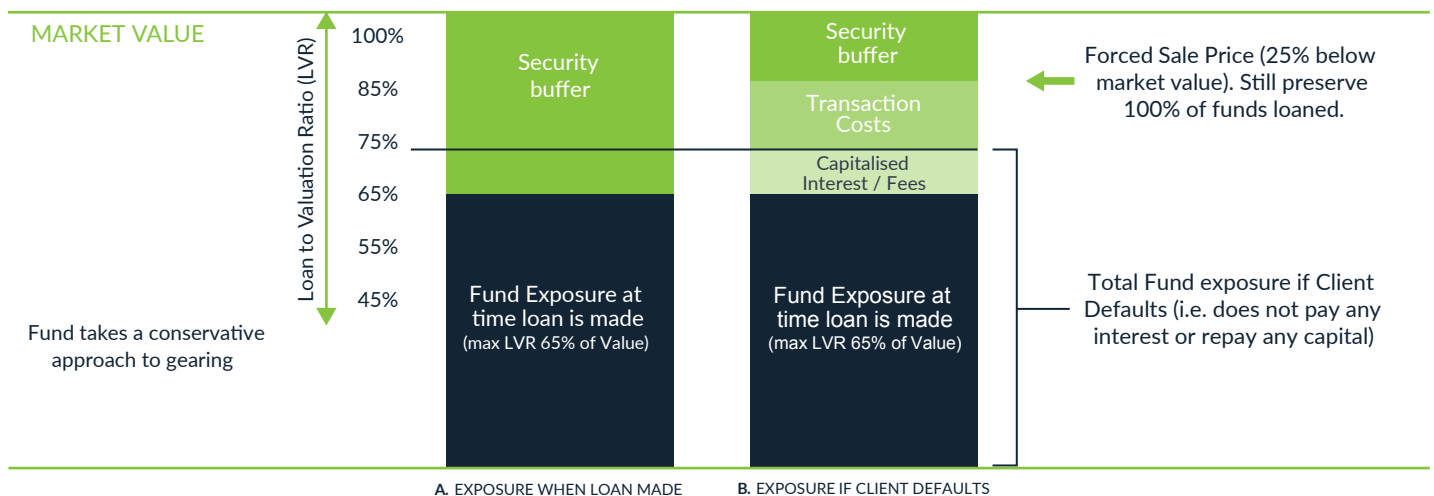 MARKET VALUE
Loan to Valuation Ratio (LVR)
100%
85%
75%
65%
55%
45%
Fund takes a conservative
approach to gearing
Security
buffer
Fund Exposure at
time loan is made
(max LVR 65% of Value)
A. EXPOSURE WHEN LOAN MADE
Security
buffer
Transaction
Costs
Capitalised
Interest / Fees
Fund Exposure at
time loan is made
(max LVR 65% of Value)
B. EXPOSURE IF CLIENT DEFAULTS
Forced Sale Price (25% below
market value). Still preserve
100% of funds loaned.
Total Fund exposure if Client
Defaults (i.e. does not pay any
interest or repay any capital)